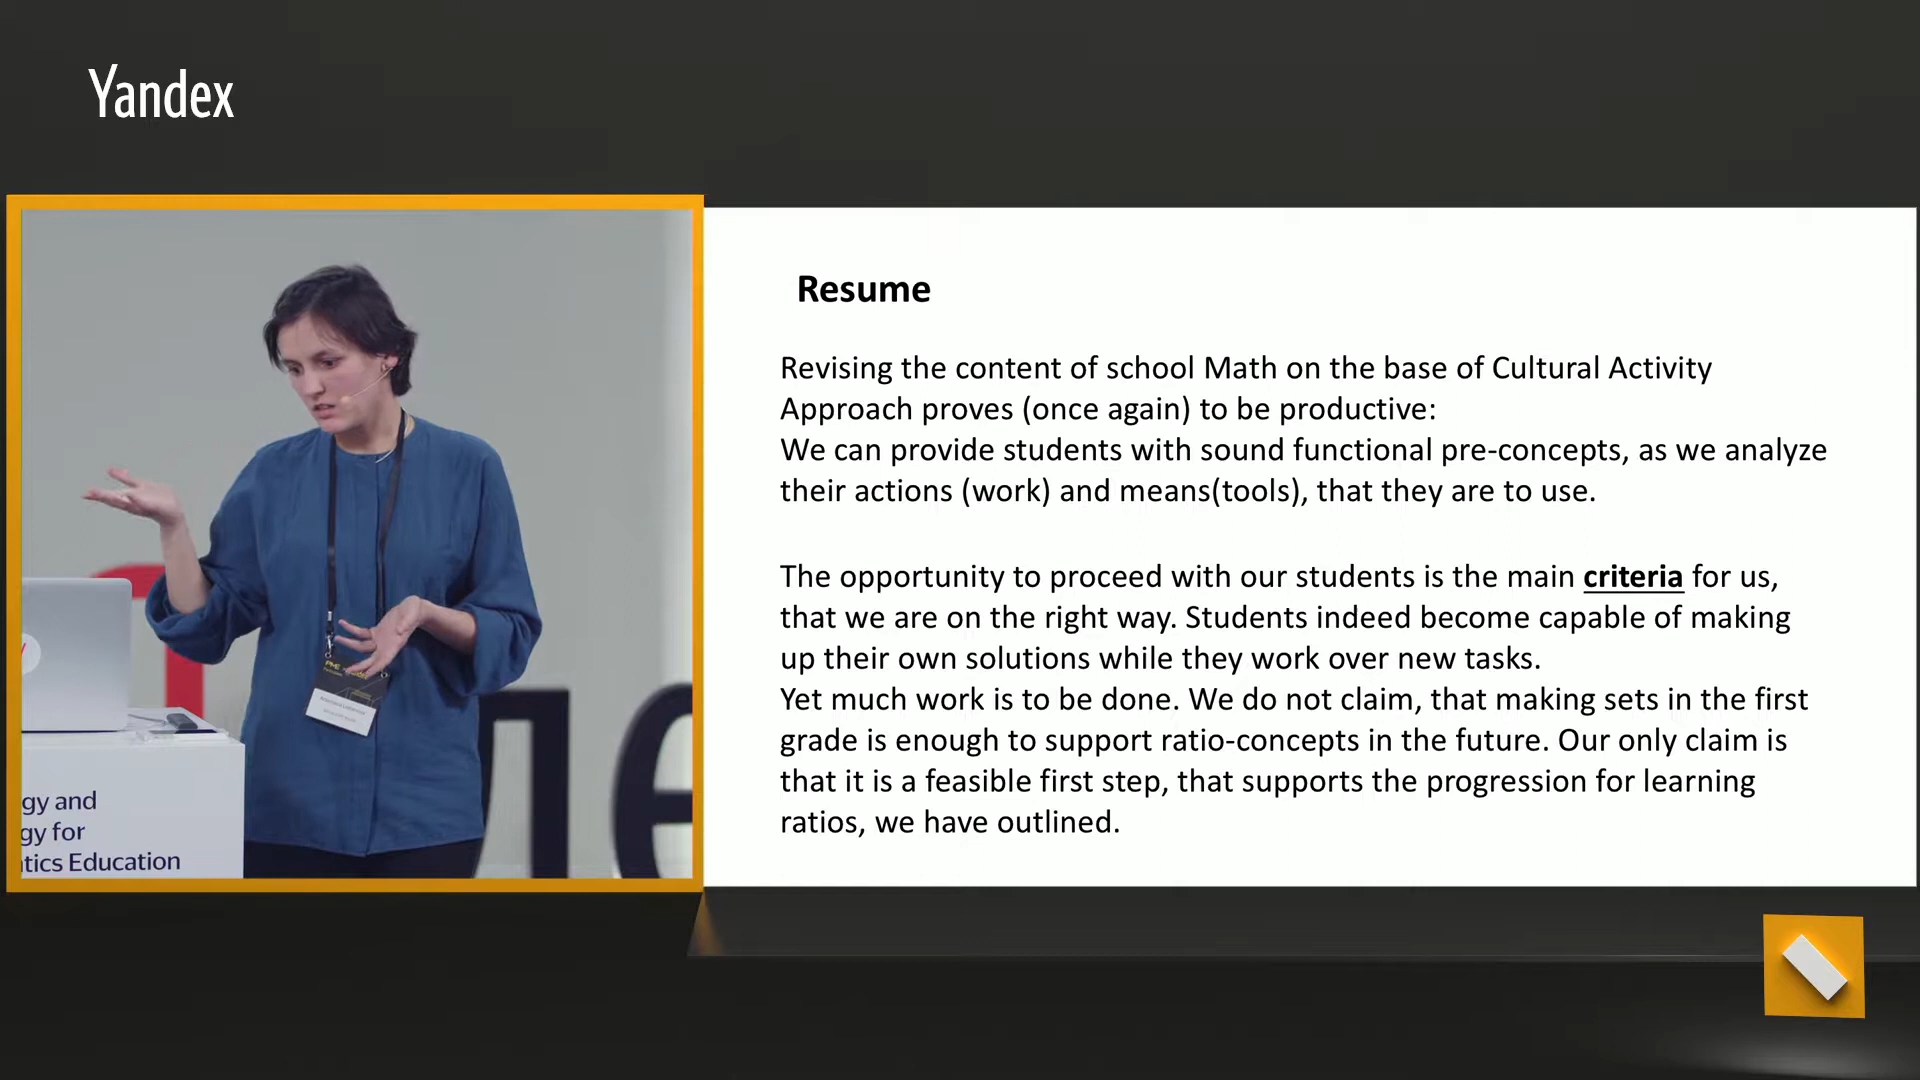 Yandex
Resume
Revising the content of school Math on the base of Cultural Activity
Approach proves (once again) to be productive:
We can provide students with sound functional pre-concepts, as we analyze
their actions (work) and means(tools), that they are to use.
The opportunity to proceed with our students is the main criteria for us,
that we are on the right way. Students indeed become capable of making
up their own solutions while they work over new tasks.
Yet much work is to be done. We do not claim, that making sets in the first
grade is enough to support ratio-concepts in the future. Our only claim is
that it is a feasible first step, that supports the progression for learning
ratios, we have outlined.
gy and
gy for
tics Education
ле